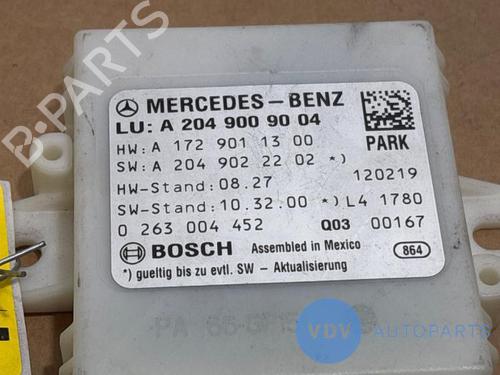 B-PARTS
MERCEDES-BENZ
LU: A 204 900 90 04
HW: A 172 901 13 00
PARK
SW: A 204 902 22 02 *)
HW-Stand: 08.27
120219
SW-Stand: 10.32.00 *) L4 1780
0 263 004 452 Q03 00167
BOSCH Assembled in Mexico
864
*) gueltig bis zu evtl. SW - Aktualisierung
VDV AUTOPARTS